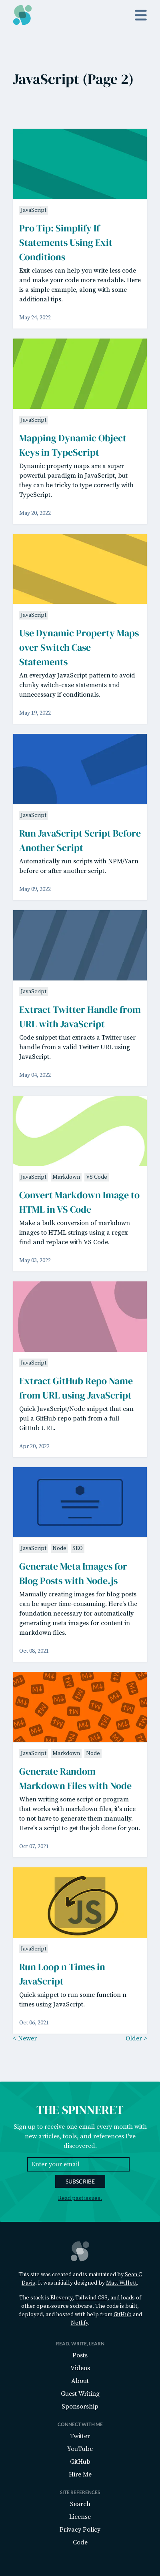 JavaScript (Page 2)
JavaScript
Pro Tip: Simplify If
Statements Using Exit
Conditions
Exit clauses can help you write less code
and make your code more readable. Here
is a simple example, along with some
additional tips.
May 24, 2022
JavaScript
Mapping Dynamic Object
Keys in TypeScript
Dynamic property maps are a super
powerful paradigm in JavaScript, but
they can be tricky to type correctly with
TypeScript.
May 20, 2022
JavaScript
Use Dynamic Property Maps
over Switch Case
Statements
An everyday JavaScript pattern to avoid
clunky switch-case statements and
unnecessary if conditionals.
May 19, 2022
JavaScript
Run JavaScript Script Before
Another Script
Automatically run scripts with NPM/Yarn
before or after another script.
May 09, 2022
JavaScript
Extract Twitter Handle from
URL with JavaScript
Code snippet that extracts a Twitter user
handle from a valid Twitter URL using
JavaScript.
May 04, 2022
JavaScript Markdown VS Code
Convert Markdown Image to
HTML in VS Code
Make a bulk conversion of markdown
images to HTML strings using a regex
find and replace with VS Code.
May 03, 2022
JavaScript
Extract GitHub Repo Name
from URL using JavaScript
Quick JavaScript/Node snippet that can
pul a GitHub repo path from a full
GitHub URL.
Apr 20, 2022
JavaScript Node SEO
Generate Meta Images for
Blog Posts with Node.js
Manually creating images for blog posts
can be super time-consuming. Here's the
foundation necessary for automatically
generating meta images for content in
markdown files.
Oct 08, 2021
JavaScript Markdown Node
Generate Random
Markdown Files with Node
When writing some script or program
that works with markdown files, it's nice
to not have to generate them manually.
Here's a script to get the job done for you.
Oct 07, 2021
JS
JavaScript
Run Loop n Times in
JavaScript
Quick snippet to run some function n
times using JavaScript.
Oct 06, 2021
< Newer Older >
THE SPINNERET
Sign up to receive one email every month with
new articles, tools, and references I've
discovered.
Enter your email
SUBSCRIBE
Read past issues.
This site was created and is maintained by Sean C
Davis. It was initially designed by Matt Willett.
The stack is Eleventy, Tailwind CSS, and loads of
other open source software. The code is built,
deployed, and hosted with help from GitHub and
Netlify.
READ, WRITE, LEARN
Posts
Videos
About
Guest Writing
Sponsorship
CONNECT WITH ME
Twitter
YouTube
GitHub
Hire Me
SITE REFERENCES
Search
License
Privacy Policy
Code